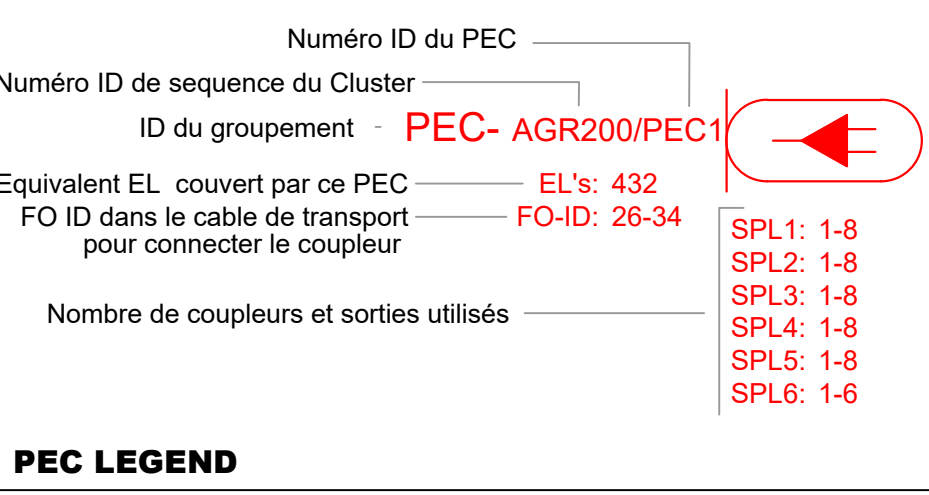 Numéro ID du PEC
Numéro ID de sequence du Cluster
ID du groupement
PEC- AGR200/PEC1
Equivalent EL couvert par ce PEC
EL's: 432
FO ID dans le cable de transport
pour connecter le coupleur
FO-ID: 26-34
Nombre de coupleurs et sorties utilisés
SPL1: 1-8
SPL2: 1-8
SPL3: 1-8
SPL4: 1-8
SPL5: 1-8
SPL6: 1-6
PEC LEGEND